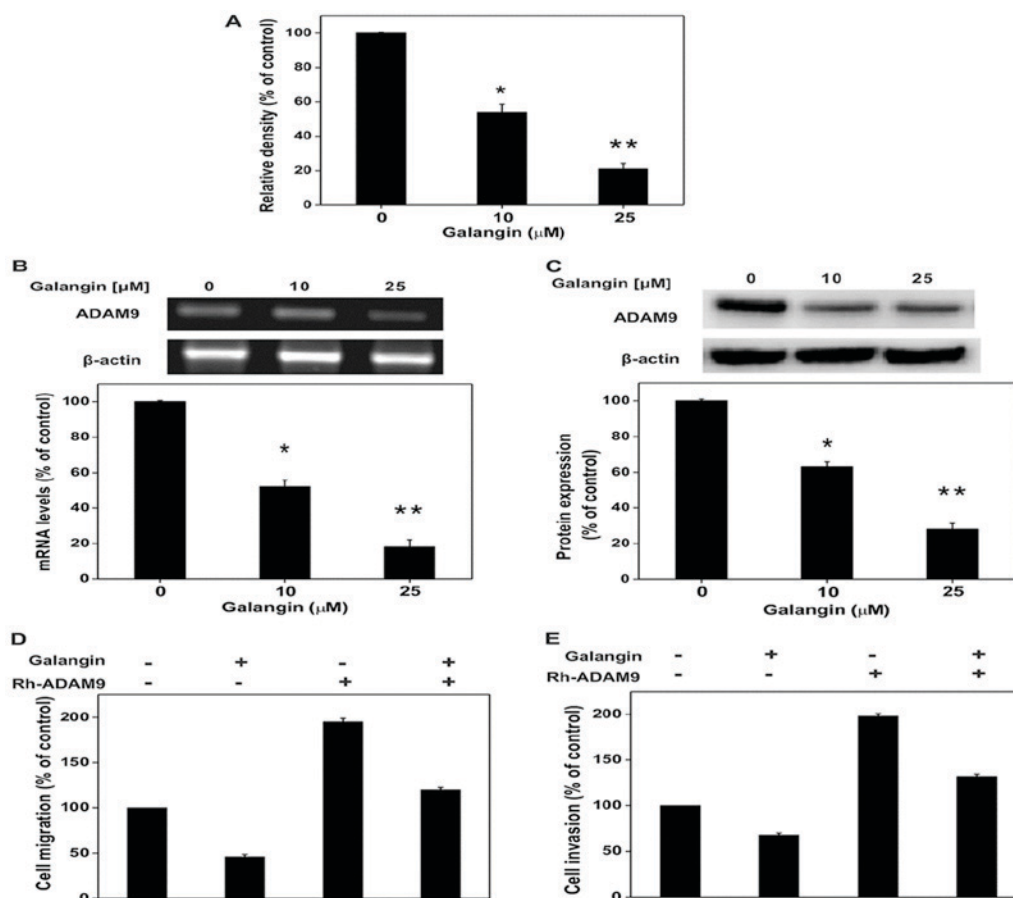 A
Relative density (% of control)
100
80
60
40
20
0
*
**
0 10 25
Galangin (μM)
B
Galangin [μM] 0 10 25
ADAM9
β-actin
mRNA levels (% of control)
100
80
60
40
20
0
*
**
0 10 25
Galangin (μM)
C
Galangin [μM] 0 10 25
ADAM9
β-actin
Protein expression
(% of control)
100
80
60
40
20
0
*
**
0 10 25
Galangin (μM)
D
Galangin - + - +
Rh-ADAM9 - - + +
Cell migration (% of control)
200
150
100
50
0
E
Galangin - + - +
Rh-ADAM9 - - + +
Cell invasion (% of control)
200
150
100
50
0